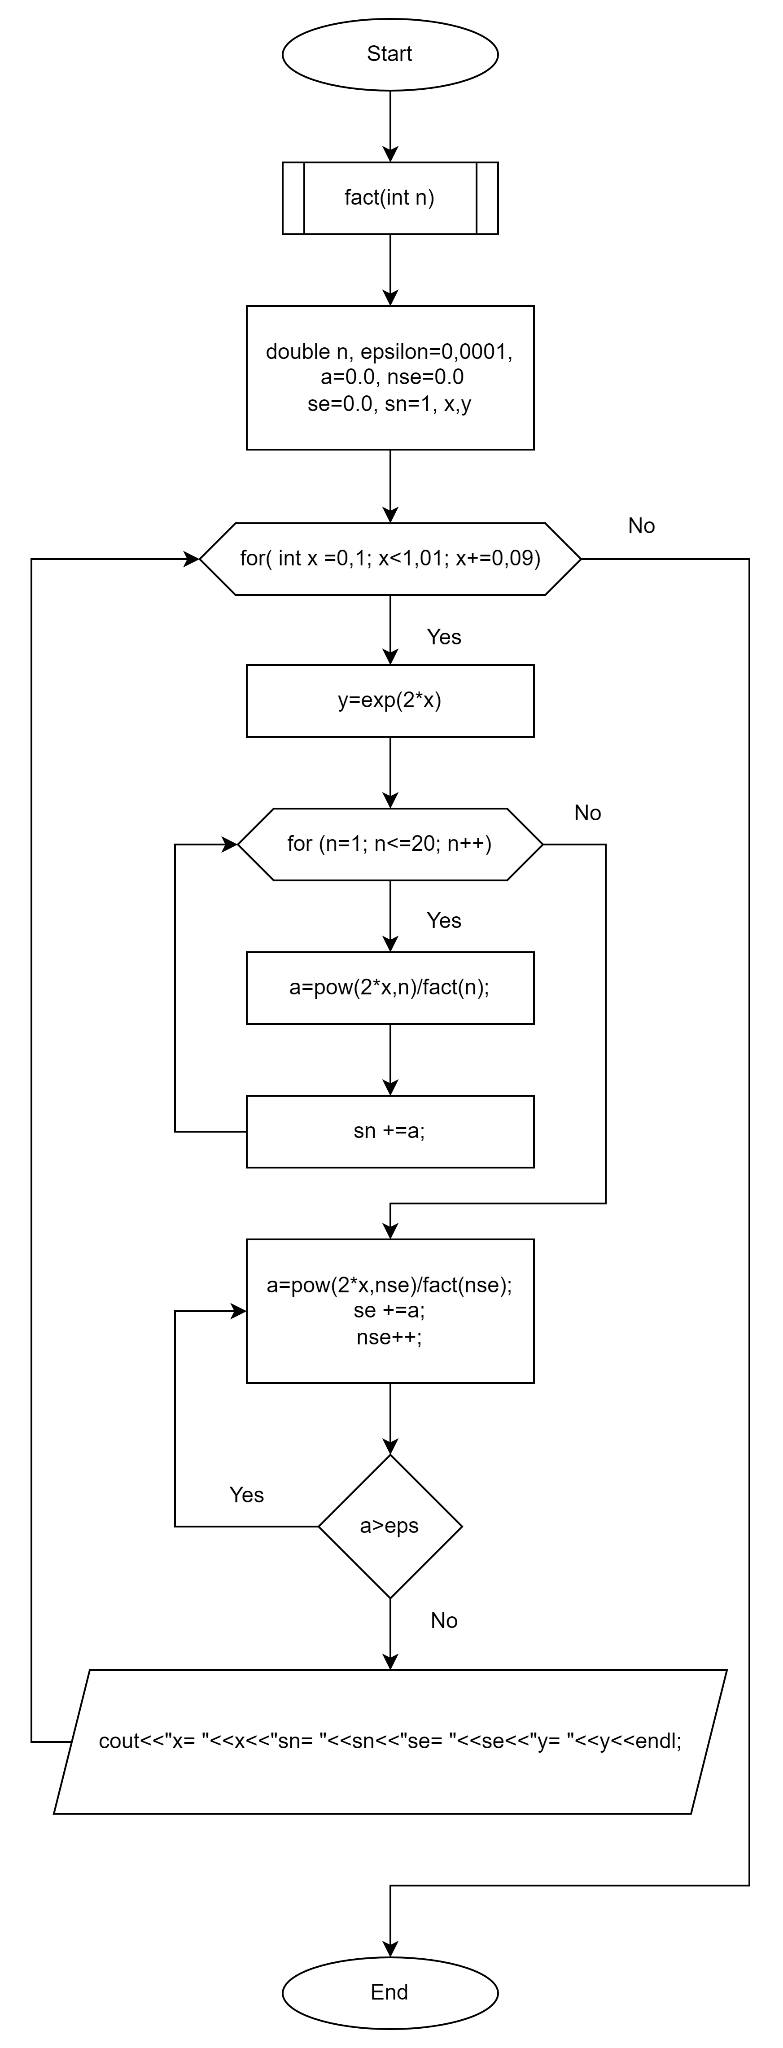 Start
fact(int n)
double n, epsilon=0,0001,
a=0.0, nse=0.0
se=0.0, sn=1, x,y
for( int x =0,1; x<1,01; x+=0,09)
No
Yes
y=exp(2*x)
for (n=1; n<=20; n++)
No
Yes
a=pow(2*x,n)/fact(n);
sn +=a;
a=pow(2*x,nse)/fact(nse);
se +=a;
nse++;
Yes
a>eps
No
cout<<"x= "<<x<<"sn= "<<sn<<"se= "<<se<<"y= "<<y<<endl;
End